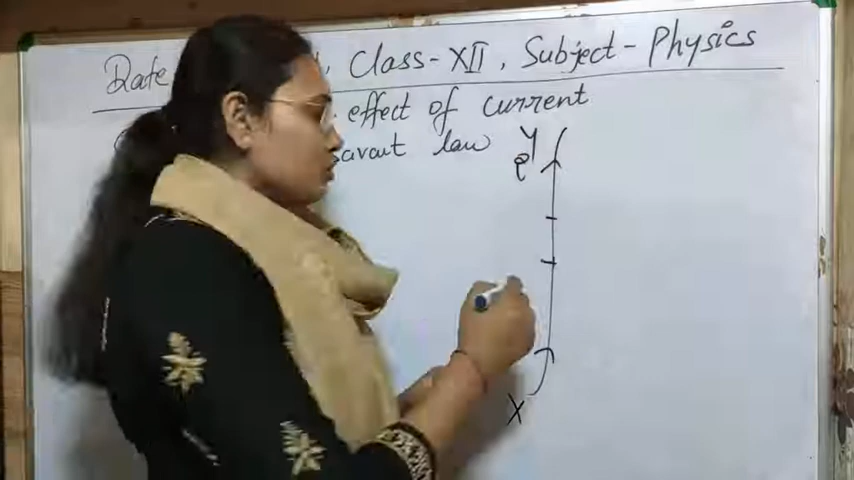 Date , Class-XII , Subject-Physics
effect of current
savart law
Y
e
X